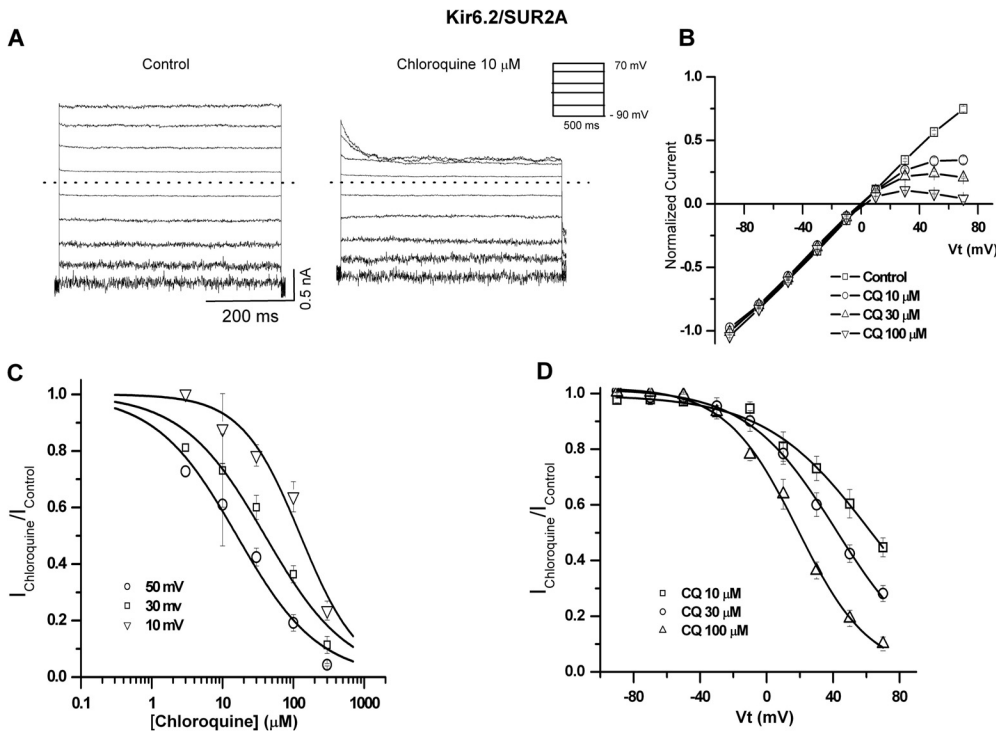 Kir6.2/SUR2A
A
Control
Chloroquine 10 μM
70 mV
- 90 mV
500 ms
0.5 nA
200 ms
B
Normalized Current
1.0
0.5
0.0
-0.5
-1.0
-80
-40
0
40
80
Vt (mV)
Control
CQ 10 μM
CQ 30 μM
CQ 100 μM
C
IChloroquine/IControl
1.0
0.8
0.6
0.4
0.2
0.0
50 mV
30 mv
10 mV
0.1
1
10
100
1000
[Chloroquine] (μM)
D
IChloroquine/IControl
1.0
0.8
0.6
0.4
0.2
0.0
CQ 10 μM
CQ 30 μM
CQ 100 μM
-80
-40
0
40
80
Vt (mV)